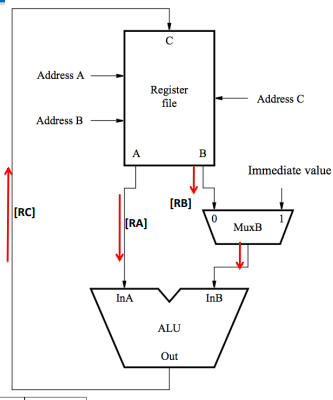 C
Address A
Register
file
Address C
Address B
A
B
Immediate value
[RB]
[RC]
[RA]
0
1
MuxB
InA
InB
ALU
Out